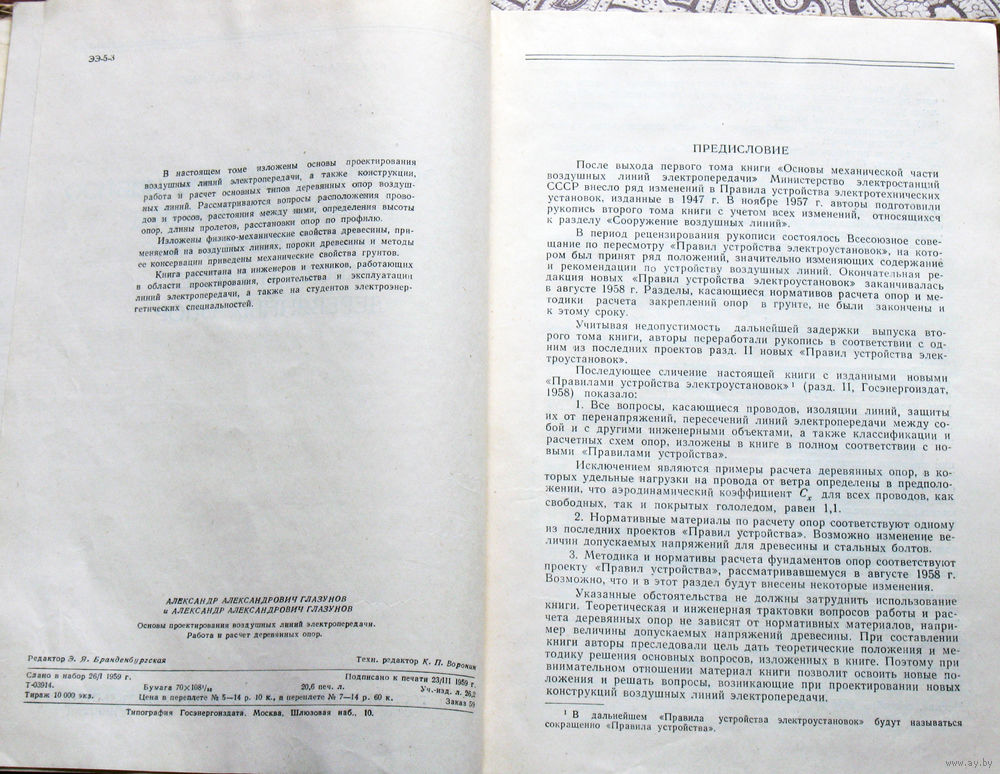 ЭЭ-5-3
В настоящем томе изложены основы проектирования
воздушных линий электропередачи, а также конструкции,
работа и расчет основных типов деревянных опор воздуш-
ных линий. Рассматриваются вопросы расположения прово-
дов и тросов, расстояния между ними, определения высоты
опор, длины пролетов, расстановки опор по профилю.
Изложены физико-механические свойства древесины, при-
меняемой на воздушных линиях, пороки древесины и методы
ее консервации приведены механические свойства грунтов.
Книга рассчитана на инженеров и техников, работающих
в области проектирования, строительства и эксплуатации
линий электропередачи, а также на студентов электроэнер-
гетических специальностей.
АЛЕКСАНДР АЛЕКСАНДРОВИЧ ГЛАЗУНОВ
и АЛЕКСАНДР АЛЕКСАНДРОВИЧ ГЛАЗУНОВ
Основы проектирования воздушных линий электропередачи.
Работа и расчет деревянных опор.
Редактор Э. Я. Бранденбургская Техн. редактор К. П. Воронин
Сдано в набор 26/I 1959 г. Подписано к печати 23/III 1959 г.
Т-03914. Бумага 70×108 1/16 20,6 печ. л. Уч.-изд. л. 26,2
Тираж 10 000 экз. Цена в переплете № 5—14 р. 10 к., в переплете № 7—14 р. 60 к. Заказ 59
Типография Госэнергоиздата. Москва, Шлюзовая наб., 10.
ПРЕДИСЛОВИЕ
После выхода первого тома книги «Основы механической части
воздушных линий электропередачи» Министерство электростанций
СССР внесло ряд изменений в Правила устройства электротехнических
установок, изданные в 1947 г. В ноябре 1957 г. авторы подготовили
рукопись второго тома книги с учетом всех изменений, относящихся
к разделу «Сооружение воздушных линий».
В период рецензирования рукописи состоялось Всесоюзное сове-
щание по пересмотру «Правил устройства электроустановок», на кото-
ром был принят ряд положений, значительно изменяющих содержание
и рекомендации по устройству воздушных линий. Окончательная ре-
дакция новых «Правил устройства электроустановок» заканчивалась
в августе 1958 г. Разделы, касающиеся нормативов расчета опор и ме-
тодики расчета закреплений опор в грунте, не были закончены и
к этому сроку.
Учитывая недопустимость дальнейшей задержки выпуска вто-
рого тома книги, авторы переработали рукопись в соответствии с од-
ним из последних проектов разд. II новых «Правил устройства элек-
троустановок».
Последующее сличение настоящей книги с изданными новыми
«Правилами устройства электроустановок»¹ (разд. II, Госэнергоиздат,
1958) показало:
1. Все вопросы, касающиеся проводов, изоляции линий, защиты
их от перенапряжений, пересечений линий электропередачи между со-
бой и с другими инженерными объектами, а также классификации и
расчетных схем опор, изложены в книге в полном соответствии с но-
выми «Правилами устройства».
Исключением являются примеры расчета деревянных опор, в ко-
торых удельные нагрузки на провода от ветра определены в предполо-
жении, что аэродинамический коэффициент Cₓ для всех проводов, как
свободных, так и покрытых гололедом, равен 1,1.
2. Нормативные материалы по расчету опор соответствуют одному
из последних проектов «Правил устройства». Возможно изменение ве-
личин допускаемых напряжений для древесины и стальных болтов.
3. Методика и нормативы расчета фундаментов опор соответствуют
проекту «Правил устройства», рассматривавшемуся в августе 1958 г.
Возможно, что и в этот раздел будут внесены некоторые изменения.
Указанные обстоятельства не должны затруднить использование
книги. Теоретическая и инженерная трактовки вопросов работы и рас-
чета деревянных опор не зависят от нормативных материалов, напри-
мер величины допускаемых напряжений древесины. При составлении
книги авторы преследовали цель дать теоретические положения и ме-
тодику решения основных вопросов, изложенных в книге. Поэтому при
внимательном отношении материал книги позволит освоить новые по-
ложения и решать вопросы, возникающие при проектировании новых
конструкций воздушных линий электропередачи.
¹ В дальнейшем «Правила устройства электроустановок» будут называться
сокращенно «Правила устройства».
www.ay.by